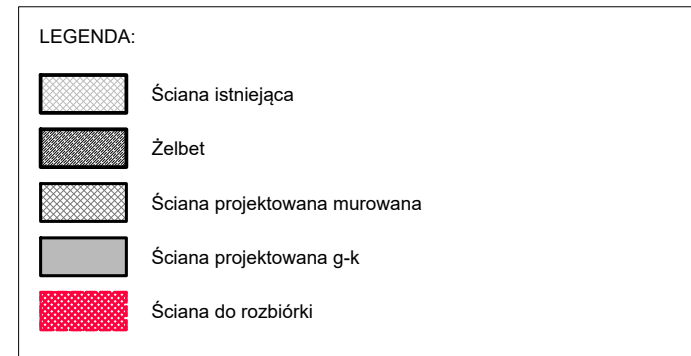 LEGENDA:
Ściana istniejąca
Żelbet
Ściana projektowana murowana
Ściana projektowana g-k
Ściana do rozbiórki